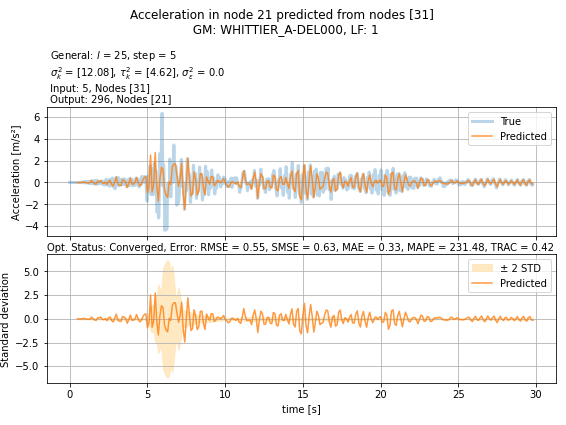 Acceleration in node 21 predicted from nodes [31]
GM: WHITTIER_A-DEL000, LF: 1
General: l = 25, step = 5
σ²ₖ = [12.08], τ²ₖ = [4.62], σ²ε = 0.0
Input: 5, Nodes [31]
Output: 296, Nodes [21]
Acceleration [m/s²]
6
4
2
0
−2
−4
True
Predicted
Opt. Status: Converged, Error: RMSE = 0.55, SMSE = 0.63, MAE = 0.33, MAPE = 231.48, TRAC = 0.42
Standard deviation
5.0
2.5
0.0
−2.5
−5.0
± 2 STD
Predicted
0 5 10 15 20 25 30
time [s]